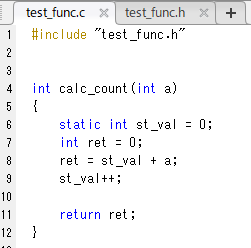 test_func.c × test_func.h × +
1 #include "test_func.h"
2
3
4 int calc_count(int a)
5 {
6     static int st_val = 0;
7     int ret = 0;
8     ret = st_val + a;
9     st_val++;
10
11     return ret;
12 }